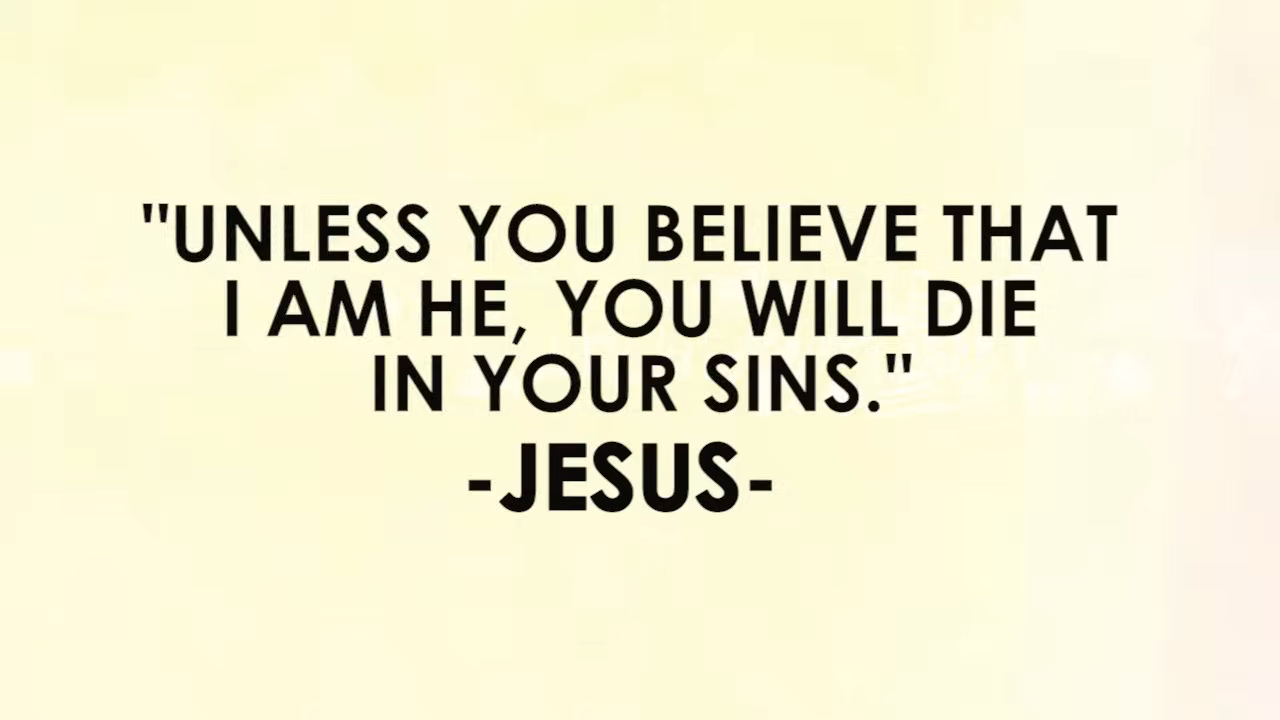 "UNLESS YOU BELIEVE THAT
I AM HE, YOU WILL DIE
IN YOUR SINS."
-JESUS-